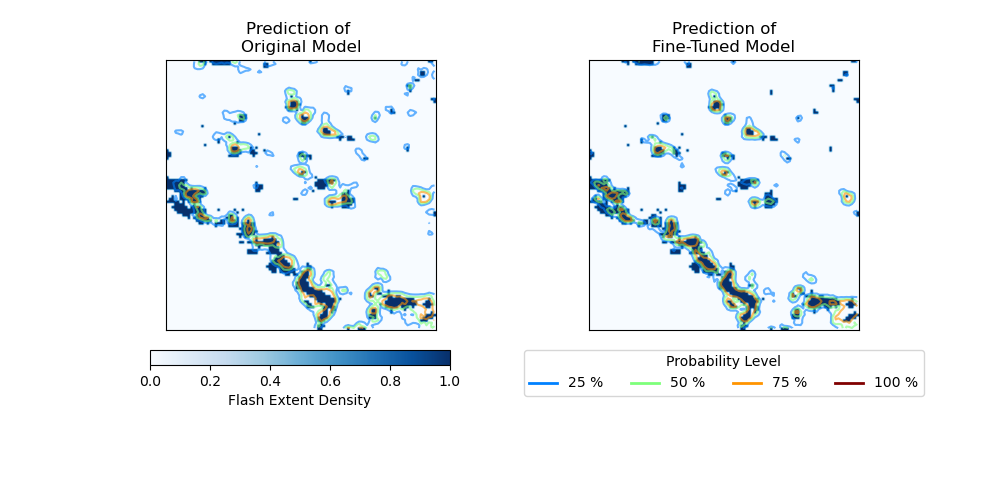 Prediction of
Original Model
Prediction of
Fine-Tuned Model
0.0 0.2 0.4 0.6 0.8 1.0
Flash Extent Density
Probability Level
25 % 50 % 75 % 100 %